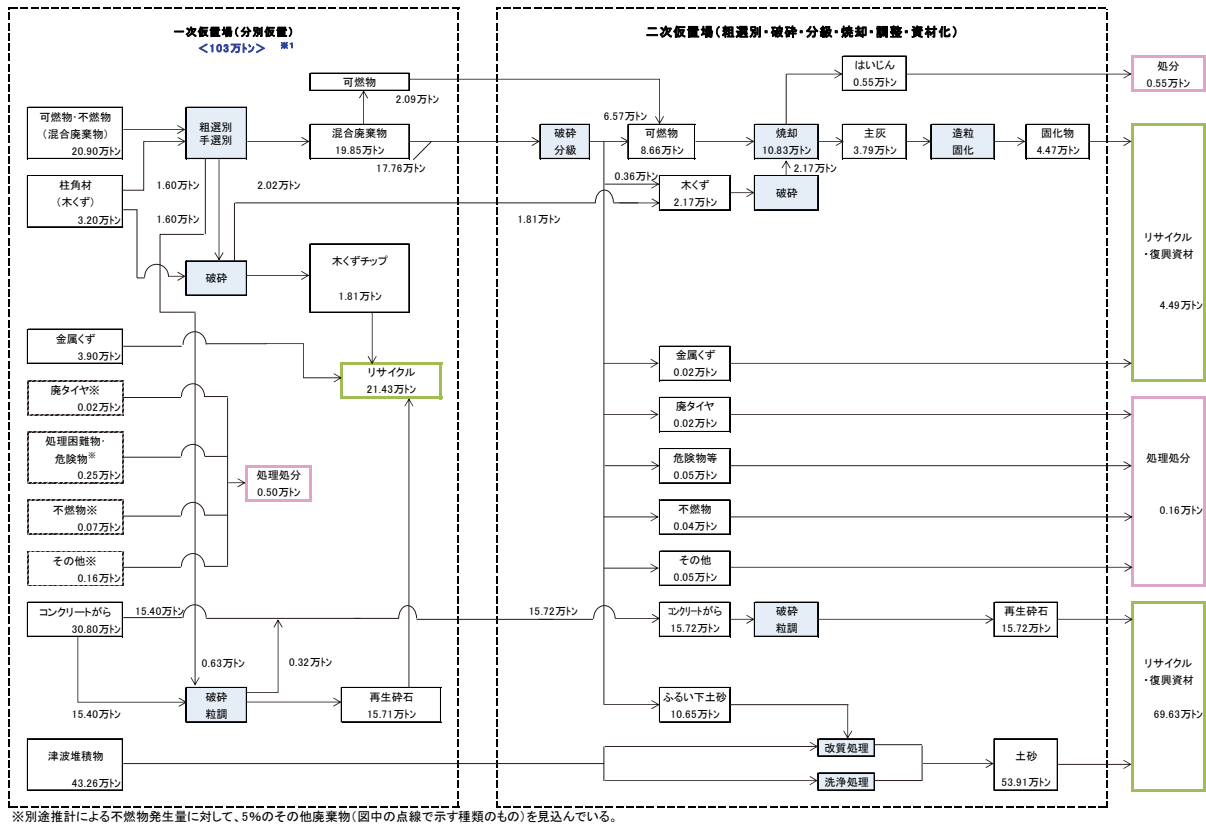 一次仮置場（分別仮置）
＜103万トン＞ ※1
二次仮置場（粗選別・破砕・分級・焼却・調整・資材化）
可燃物・不燃物
（混合廃棄物）
20.90万トン
柱角材
（木くず）
3.20万トン
粗選別
手選別
可燃物
2.09万トン
混合廃棄物
19.85万トン
17.76万トン
1.60万トン
2.02万トン
1.60万トン
破砕
木くずチップ
1.81万トン
金属くず
3.90万トン
リサイクル
21.43万トン
廃タイヤ※
0.02万トン
処理困難物・
危険物※
0.25万トン
処理処分
0.50万トン
不燃物※
0.07万トン
その他※
0.16万トン
コンクリートがら
30.80万トン
15.40万トン
15.40万トン
0.63万トン
0.32万トン
破砕
粒調
再生砕石
15.71万トン
津波堆積物
43.26万トン
破砕
分級
6.57万トン
可燃物
8.66万トン
焼却
10.83万トン
はいじん
0.55万トン
主灰
3.79万トン
造粒
固化
固化物
4.47万トン
0.36万トン
木くず
2.17万トン
破砕
2.17万トン
1.81万トン
金属くず
0.02万トン
廃タイヤ
0.02万トン
危険物等
0.05万トン
不燃物
0.04万トン
その他
0.05万トン
15.72万トン
コンクリートがら
15.72万トン
破砕
粒調
再生砕石
15.72万トン
ふるい下土砂
10.65万トン
改質処理
洗浄処理
土砂
53.91万トン
処分
0.55万トン
リサイクル
・復興資材
4.49万トン
処理処分
0.16万トン
リサイクル
・復興資材
69.63万トン
※別途推計による不燃物発生量に対して、5%のその他廃棄物（図中の点線で示す種類のもの）を見込んでいる。